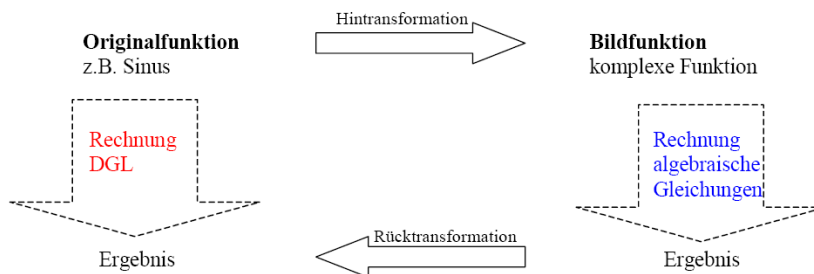 Hintransformation
Originalfunktion
z.B. Sinus
Bildfunktion
komplexe Funktion
Rechnung
DGL
Rechnung
algebraische
Gleichungen
Rücktransformation
Ergebnis
Ergebnis